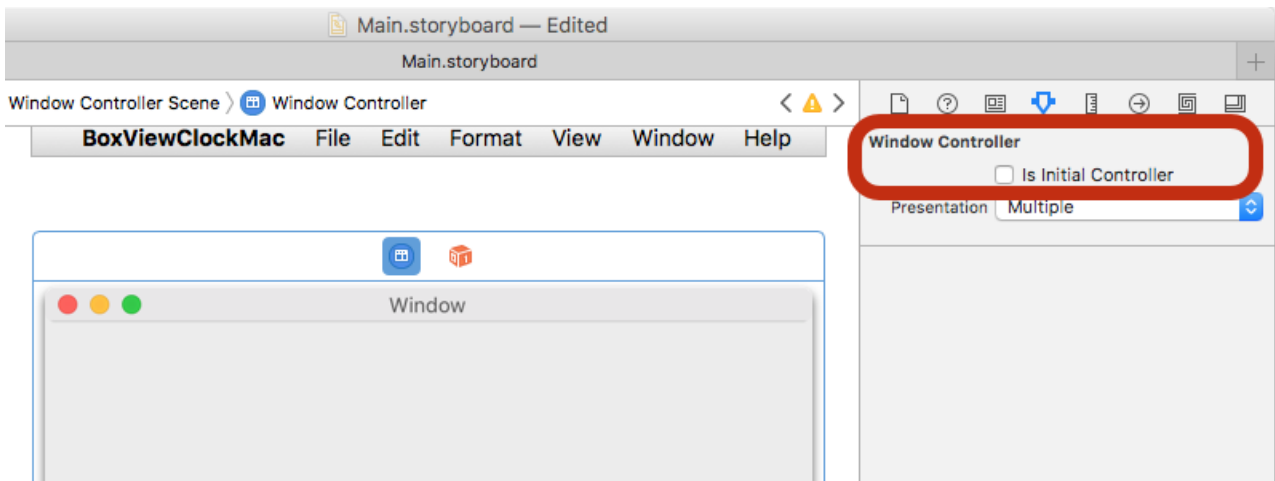 Main.storyboard — Edited
Main.storyboard
Window Controller Scene 〉 Window Controller
BoxViewClockMac File Edit Format View Window Help
Window Controller
Is Initial Controller
Presentation Multiple
Window